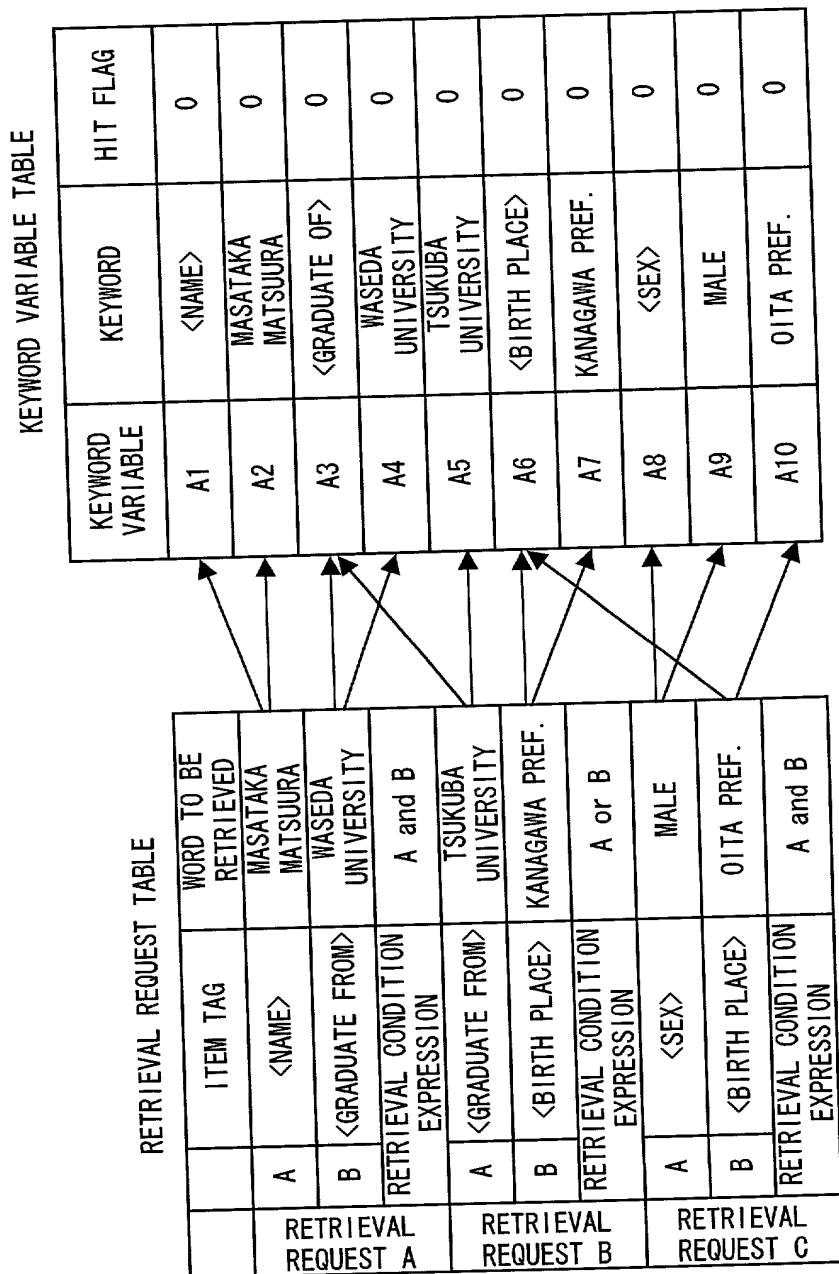 RETRIEVAL REQUEST TABLE
ITEM TAG
WORD TO BE
RETRIEVED
RETRIEVAL
REQUEST A
A
<NAME>
MASATAKA
MATSUURA
B
<GRADUATE FROM>
WASEDA
UNIVERSITY
RETRIEVAL CONDITION
EXPRESSION
A and B
RETRIEVAL
REQUEST B
A
<GRADUATE FROM>
TSUKUBA
UNIVERSITY
B
<BIRTH PLACE>
KANAGAWA PREF.
RETRIEVAL CONDITION
EXPRESSION
A or B
RETRIEVAL
REQUEST C
A
<SEX>
MALE
B
<BIRTH PLACE>
OITA PREF.
RETRIEVAL CONDITION
EXPRESSION
A and B
KEYWORD VARIABLE TABLE
KEYWORD
VARIABLE
KEYWORD
HIT FLAG
A1
<NAME>
0
A2
MASATAKA
MATSUURA
0
A3
<GRADUATE OF>
0
A4
WASEDA
UNIVERSITY
0
A5
TSUKUBA
UNIVERSITY
0
A6
<BIRTH PLACE>
0
A7
KANAGAWA PREF.
0
A8
<SEX>
0
A9
MALE
0
A10
OITA PREF.
0